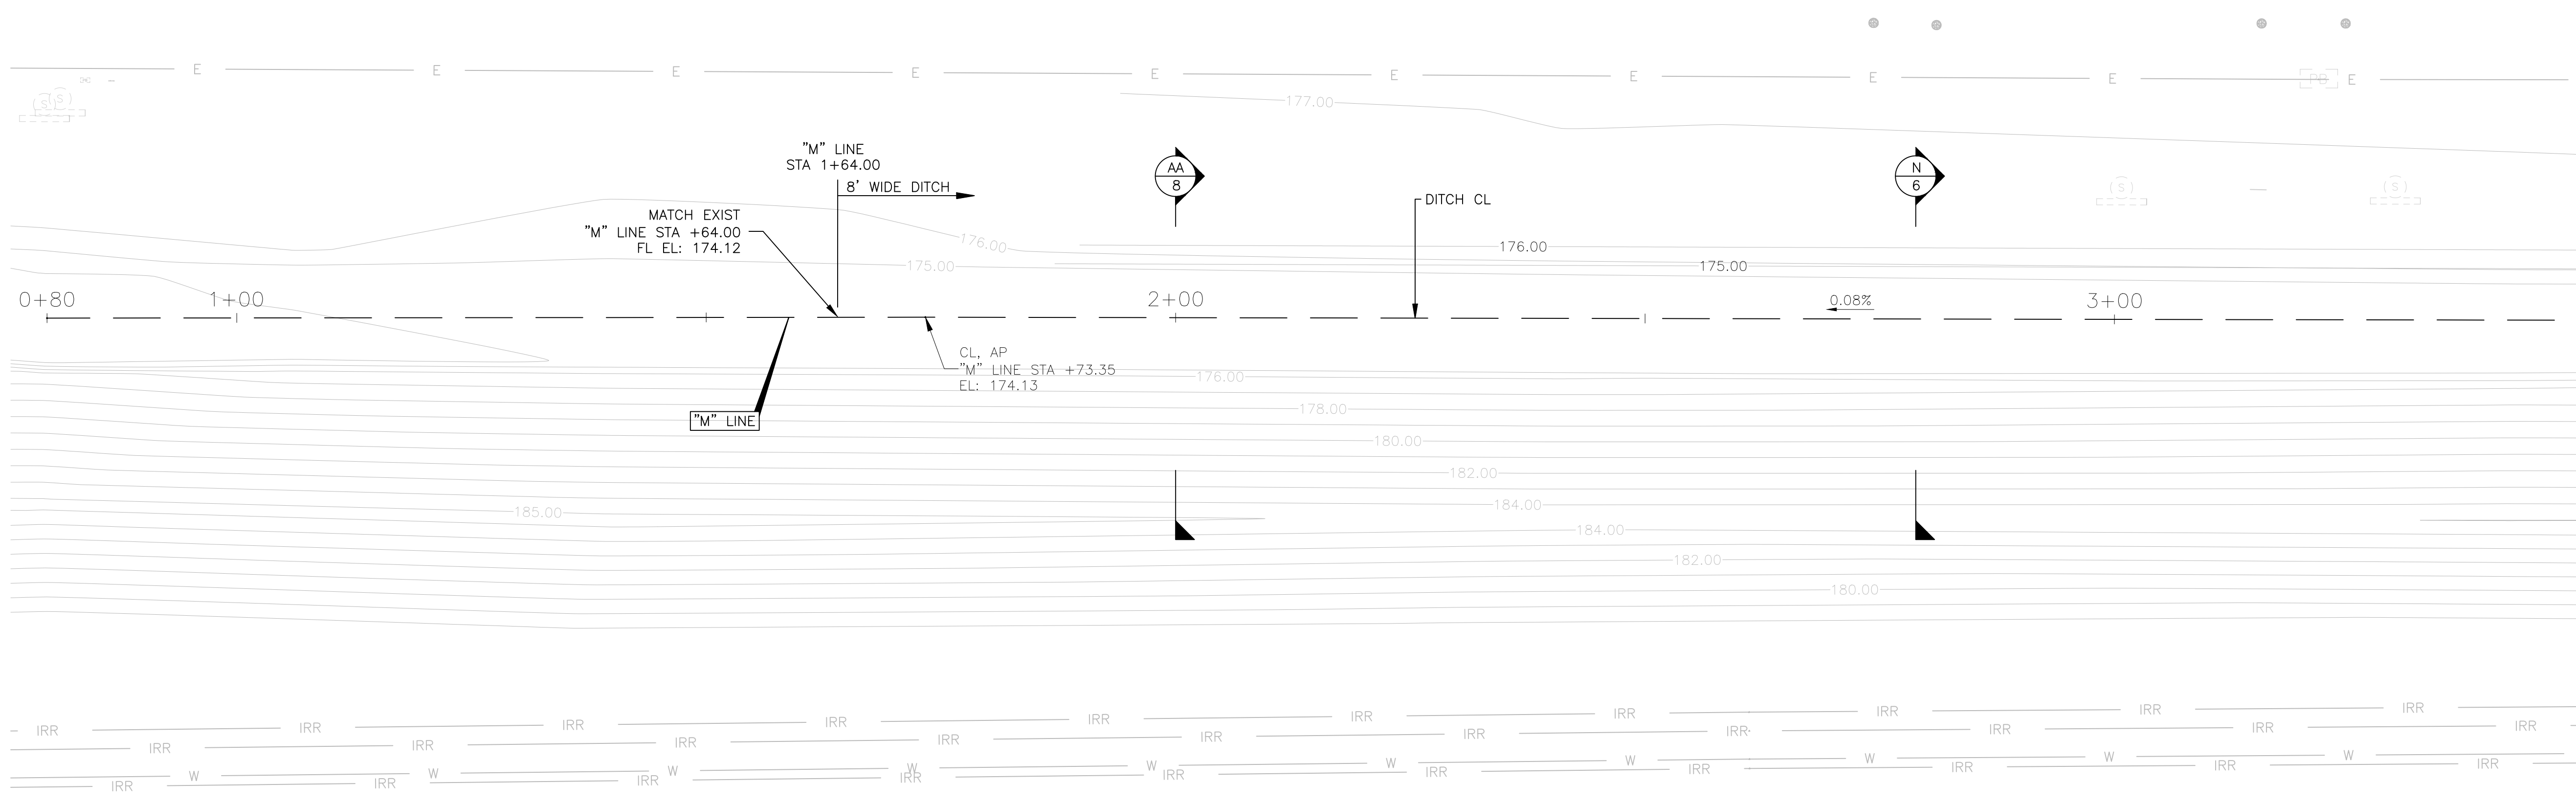 E E E E E E E E E PB E
(S) (S)
177.00
"M" LINE
STA 1+64.00
8' WIDE DITCH
AA
8
N
6
(S) (S)
DITCH CL
MATCH EXIST
"M" LINE STA +64.00
FL EL: 174.12
176.00
176.00
175.00
175.00
0+80 1+00 2+00 3+00
0.08%
CL, AP
"M" LINE STA +73.35
EL: 174.13
176.00
"M" LINE
178.00
180.00
182.00
184.00
185.00
184.00
182.00
180.00
IRR IRR IRR IRR IRR IRR IRR IRR IRR IRR
IRR IRR IRR IRR IRR IRR IRR IRR IRR IRR
W W W W W W W W W W
IRR IRR IRR IRR IRR IRR IRR IRR IRR IRR